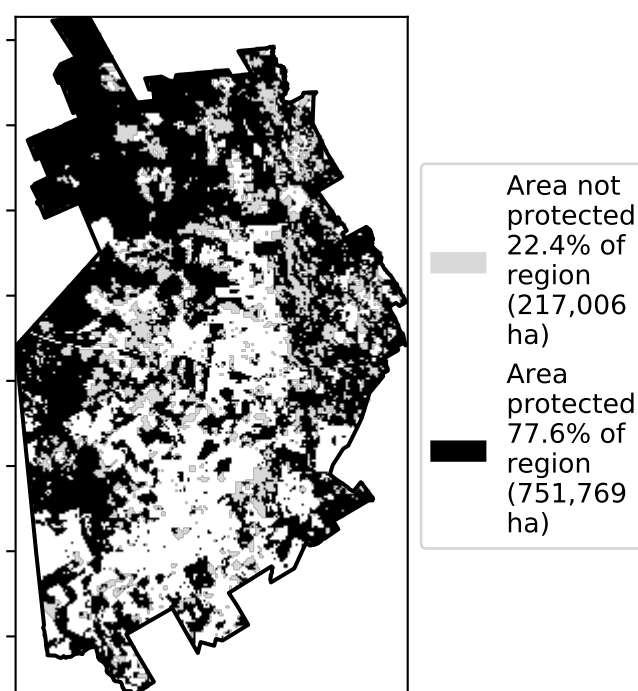 Area not
protected
22.4% of
region
(217,006
ha)
Area
protected
77.6% of
region
(751,769
ha)